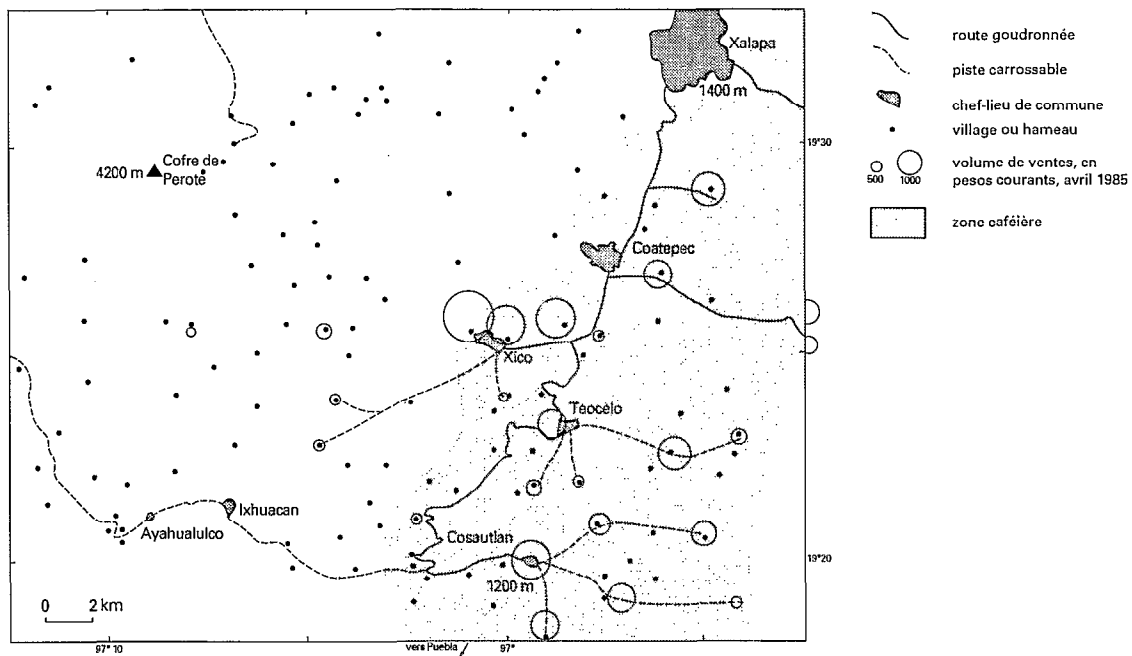 Xalapa
1400 m
4200 m
Cofre de
Perote
Coatepec
Xico
Teocelo
Ixhuacan
Ayahualulco
Cosautlan
1200 m
0 2 km
97° 10
vers Puebla
97°
19°30
19°20
route goudronnée
piste carrossable
chef-lieu de commune
village ou hameau
volume de ventes, en
500 1000 pesos courants, avril 1985
zone caféière